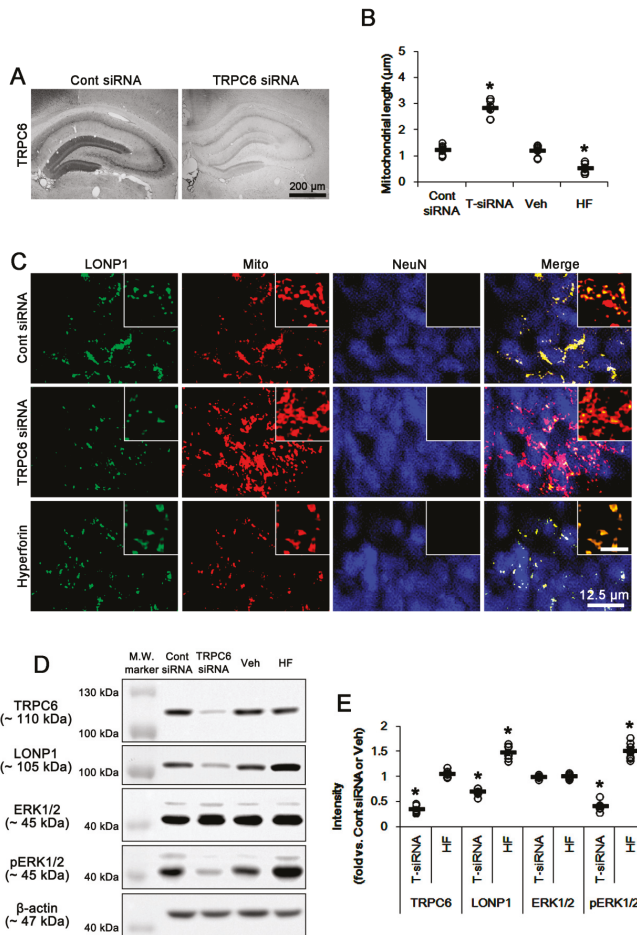 A
Cont siRNA
TRPC6 siRNA
TRPC6
200 µm
B
Mitochondrial length (µm)
5
4
3
2
1
0
*
*
Cont siRNA
T-siRNA
Veh
HF
C
LONP1
Mito
NeuN
Merge
Cont siRNA
TRPC6 siRNA
Hyperforin
12.5 µm
D
M.W. marker
Cont siRNA
TRPC6 siRNA
Veh
HF
TRPC6
(~ 110 kDa)
130 kDa
100 kDa
LONP1
(~ 105 kDa)
100 kDa
ERK1/2
(~ 45 kDa)
40 kDa
pERK1/2
(~ 45 kDa)
40 kDa
β-actin
(~ 47 kDa)
40 kDa
E
Intensity
(fold vs. Cont siRNA or Veh)
2
1.5
1
0.5
0
*
*
*
*
*
T-siRNA
HF
T-siRNA
HF
T-siRNA
HF
T-siRNA
HF
TRPC6
LONP1
ERK1/2
pERK1/2